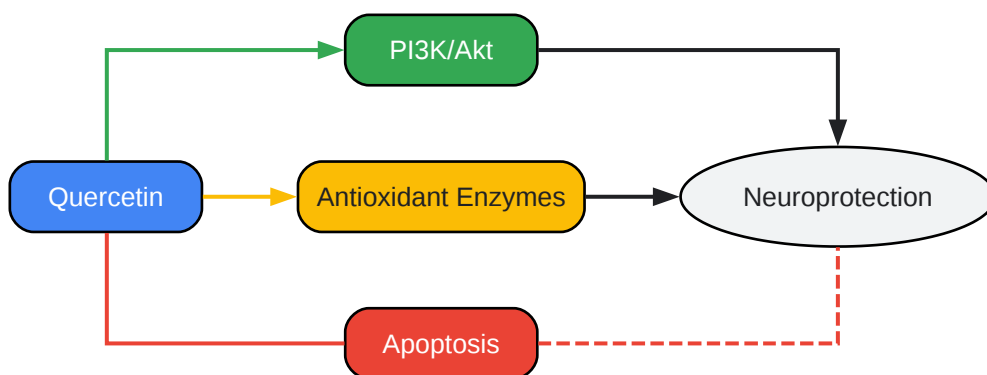 PI3K/Akt
Quercetin
Antioxidant Enzymes
Neuroprotection
Apoptosis